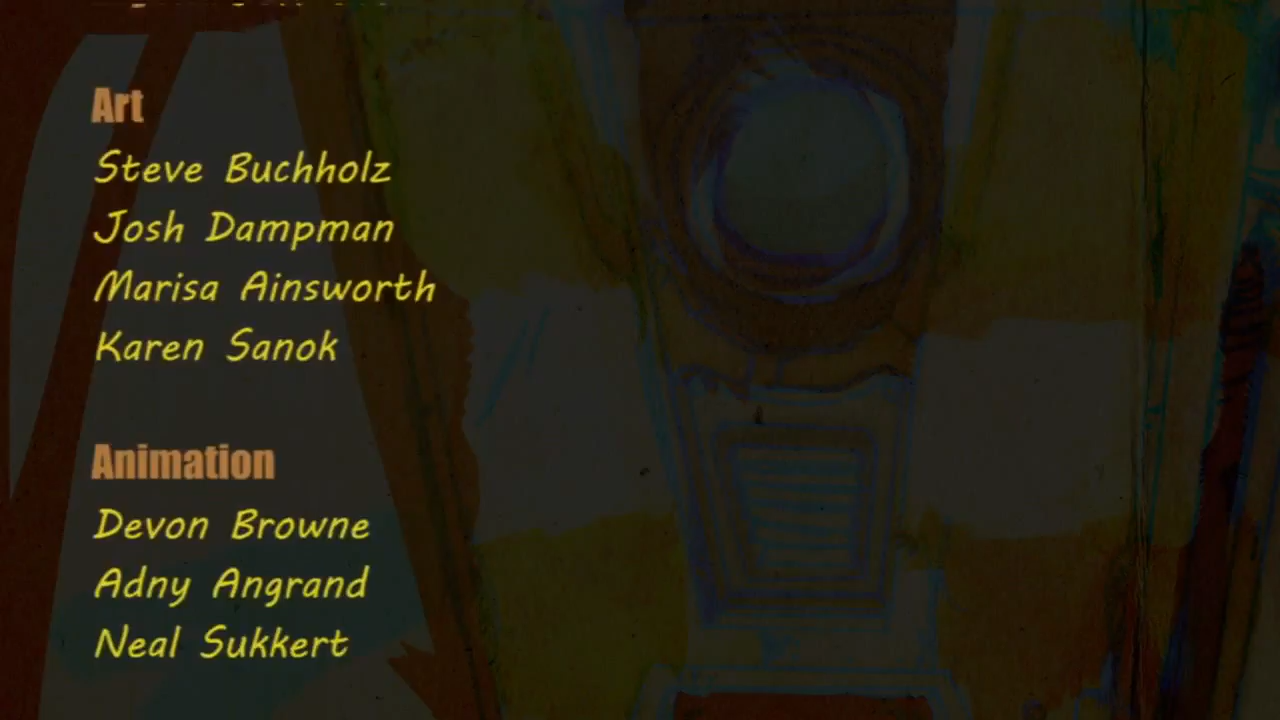 Art
Steve Buchholz
Josh Dampman
Marisa Ainsworth
Karen Sanok
Animation
Devon Browne
Adny Angrand
Neal Sukkert